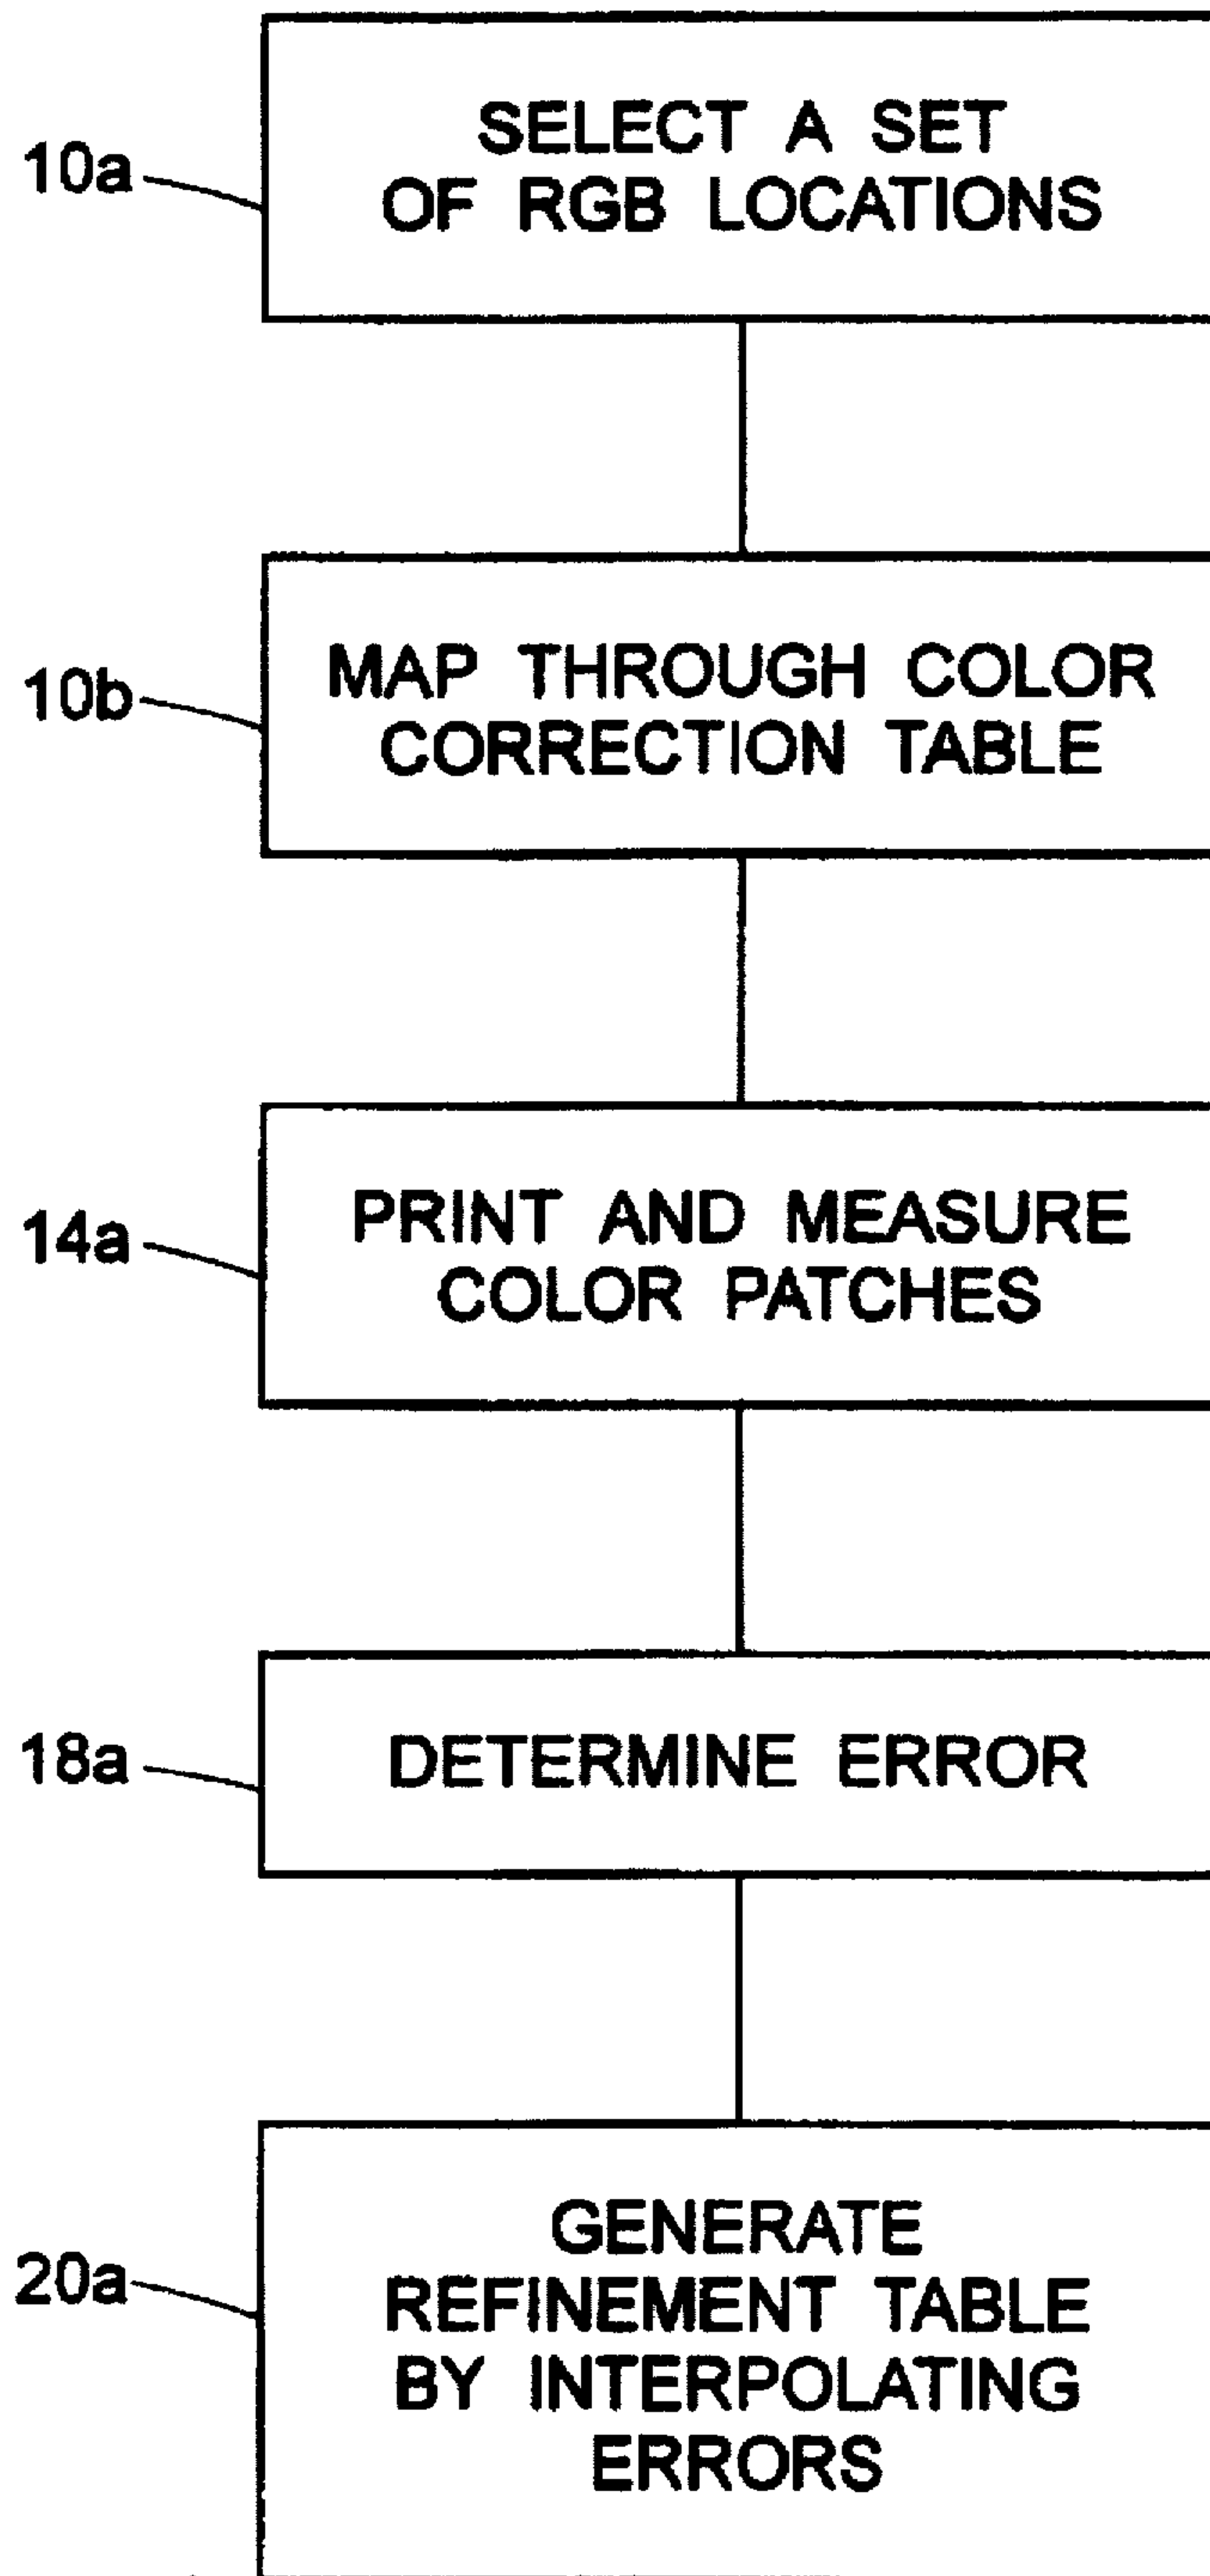 SELECT A SET
10a
OF RGB LOCATIONS
MAP THROUGH COLOR
10b
CORRECTION TABLE
PRINT AND MEASURE
14a
COLOR PATCHES
18a
DETERMINE ERROR
GENERATE
20a
REFINEMENT TABLE
BY INTERPOLATING
ERRORS